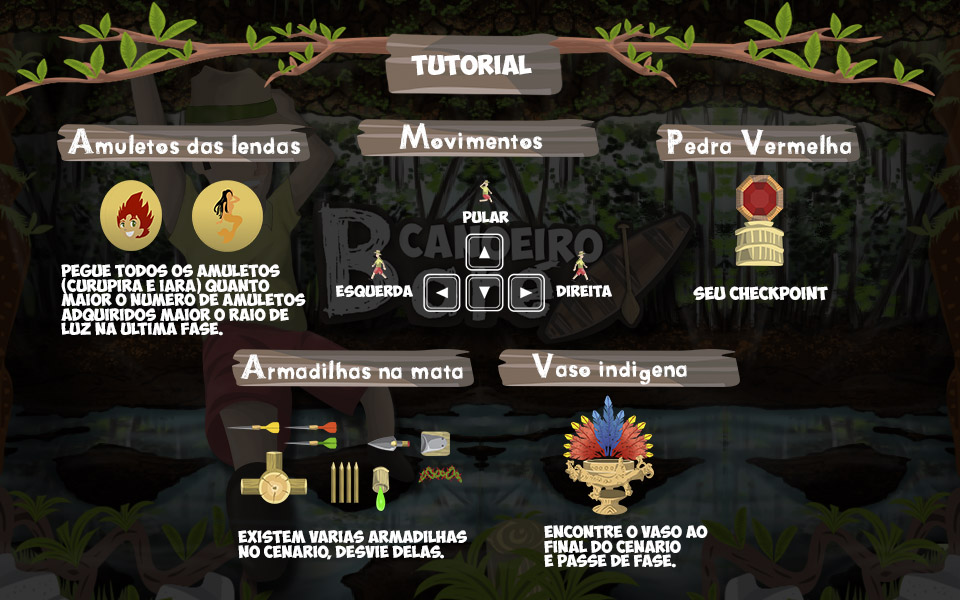 TUTORIAL
Amuletos das lendas
Movimentos
Pedra Vermelha
PULAR
ESQUERDA
DIREITA
CANOEIRO
PEGUE TODOS OS AMULETOS
(CURUPIRA E IARA) QUANTO
MAIOR O NUMERO DE AMULETOS
ADQUIRIDOS MAIOR O RAIO DE
LUZ NA ULTIMA FASE.
SEU CHECKPOINT
Armadilhas na mata
Vaso indigena
EXISTEM VARIAS ARMADILHAS
NO CENARIO, DESVIE DELAS.
ENCONTRE O VASO AO
FINAL DO CENARIO
E PASSE DE FASE.